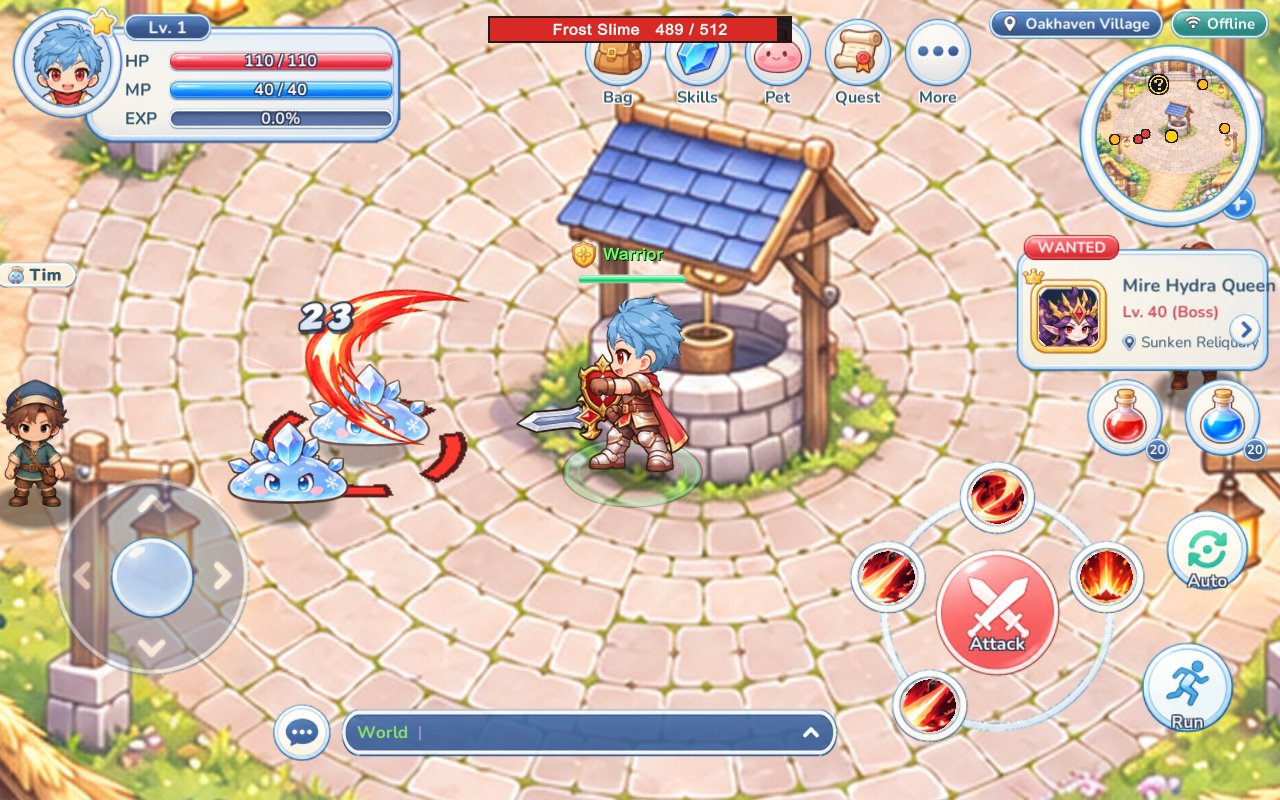 Lv. 1
HP 110 / 110
MP 40 / 40
EXP 0.0%
Frost Slime 489 / 512
Bag
Skills
Pet
Quest
More
Oakhaven Village
Offline
?
WANTED
Mire Hydra Queen
Lv. 40 (Boss)
Sunken Reliquary
Tim
Warrior
23
20
20
Auto
Attack
Run
World |